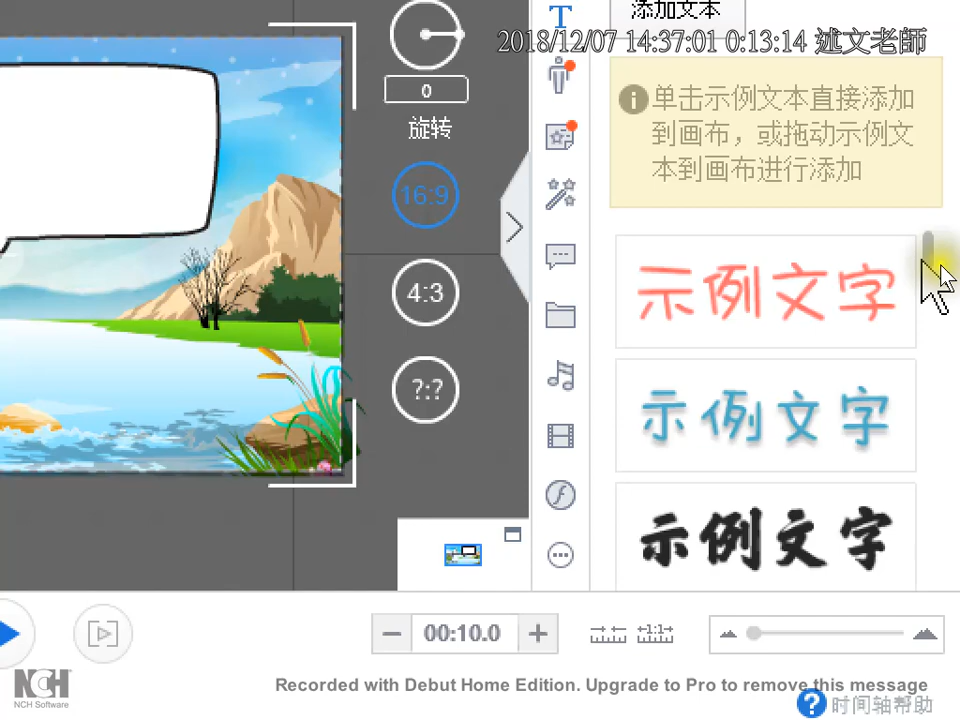 添加文本
2018/12/07 14:37:01 0:13:14 述文老師
单击示例文本直接添加
到画布，或拖动示例文
本到画布进行添加
0
旋转
16:9
4:3
?:?
示例文字
示例文字
示例文字
00:10.0
1:1
NCH
NCH Software
Recorded with Debut Home Edition. Upgrade to Pro to remove this message
时间轴帮助